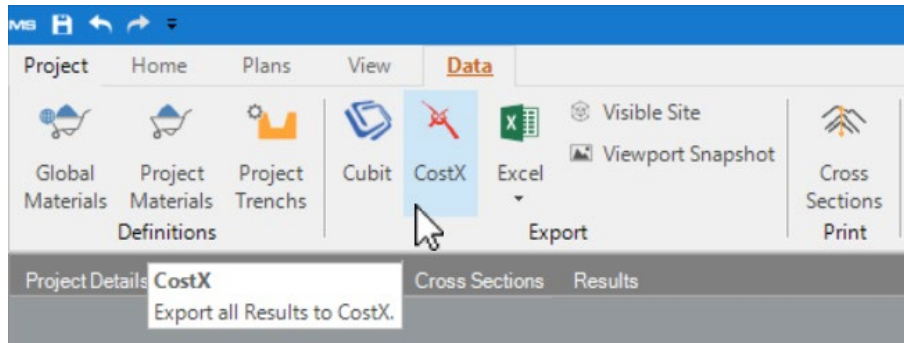 MS
Project Home Plans View Data
Visible Site
Viewport Snapshot
Global Materials
Project Materials
Project Trenchs
Cubit CostX Excel
Cross Sections
Definitions Export Print
Project Details Cross Sections Results
CostX
Export all Results to CostX.